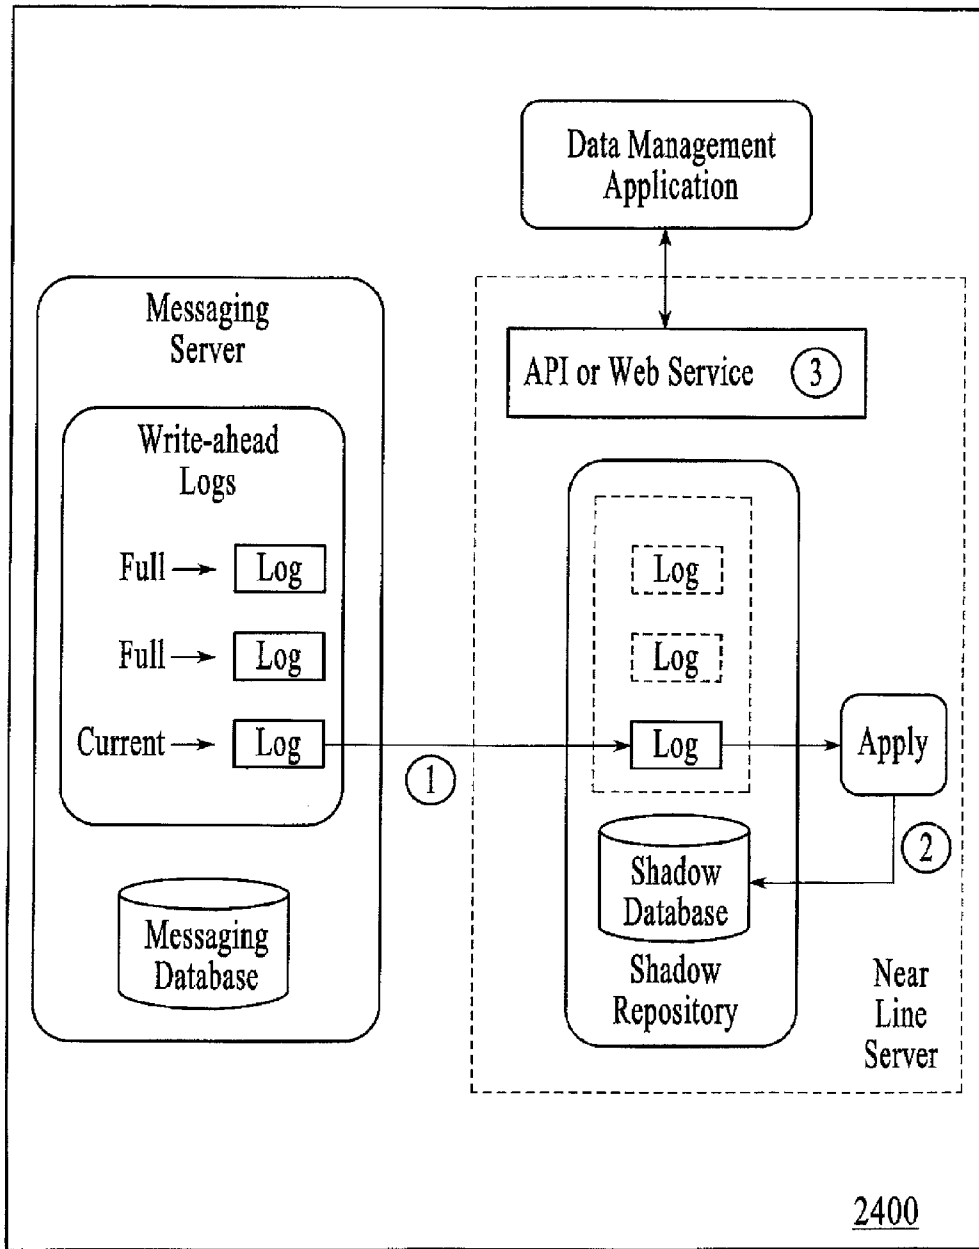 Data Management
Application
Messaging
Server
API or Web Service 3
Write-ahead
Logs
Full Log
Full Log
Current Log
1
Log
Log
Log
Apply
2
Messaging
Database
Shadow
Database
Shadow
Repository
Near
Line
Server
2400